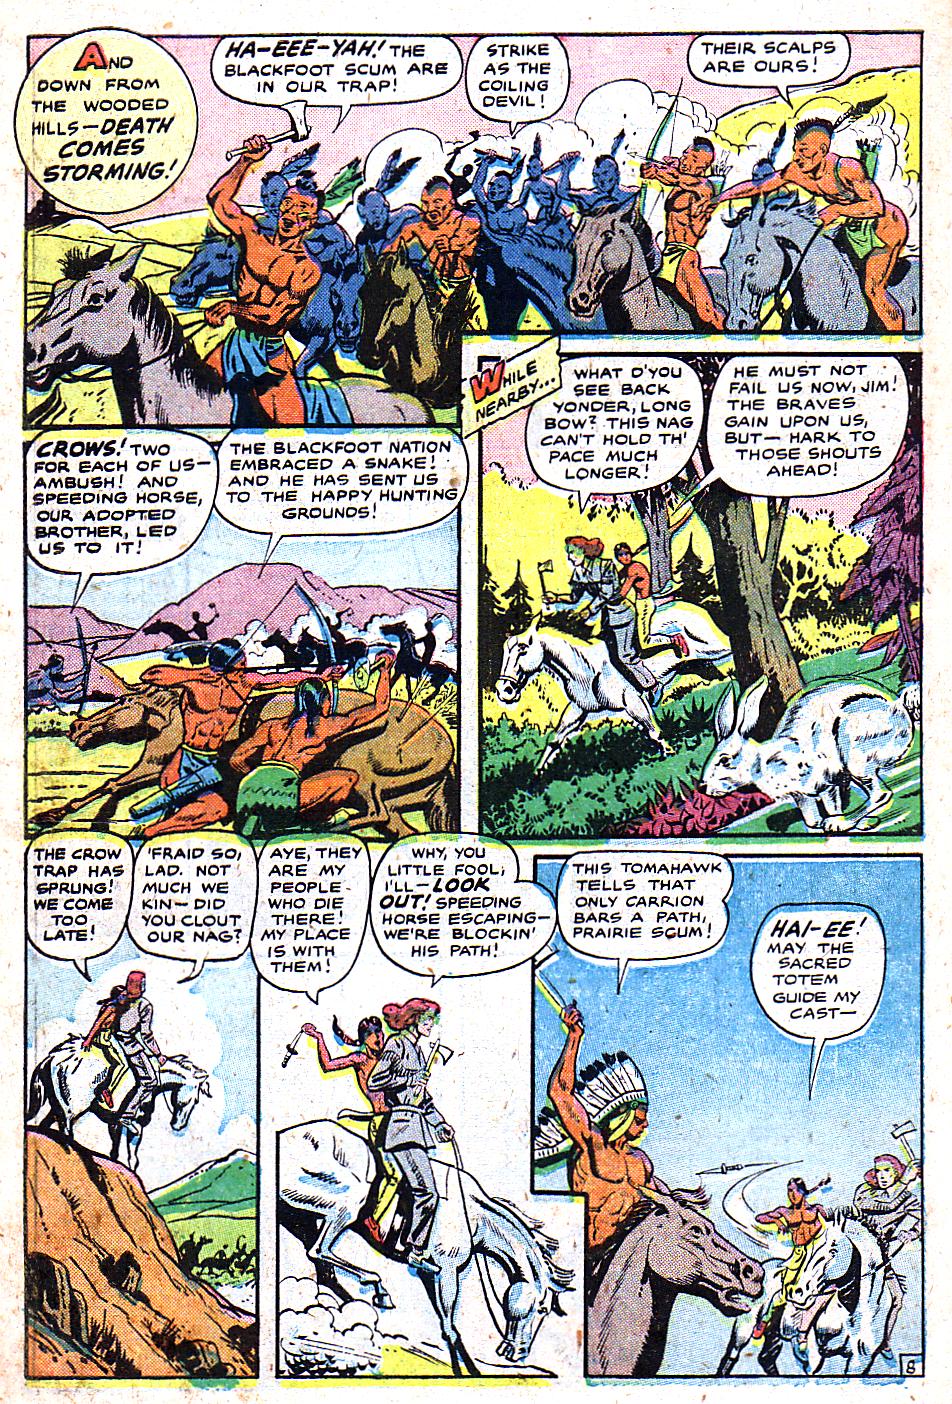 AND
DOWN FROM
THE WOODED
HILLS—DEATH
COMES
STORMING!
HA-EEE-YAH! THE
BLACKFOOT SCUM ARE
IN OUR TRAP!
STRIKE
AS THE
COILING
DEVIL!
THEIR SCALPS
ARE OURS!
CROWS! TWO
FOR EACH OF US—
AMBUSH! AND
SPEEDING HORSE,
OUR ADOPTED
BROTHER, LED
US TO IT!
THE BLACKFOOT NATION
EMBRACED A SNAKE!
AND HE HAS SENT US
TO THE HAPPY HUNTING
GROUNDS!
WHILE
NEARBY...
WHAT D'YOU
SEE BACK
YONDER, LONG
BOW? THIS NAG
CAN'T HOLD TH'
PACE MUCH
LONGER!
HE MUST NOT
FAIL US NOW, JIM!
THE BRAVES
GAIN UPON US,
BUT— HARK TO
THOSE SHOUTS
AHEAD!
THE CROW
TRAP HAS
SPRUNG!
WE COME
TOO
LATE!
'FRAID SO,
LAD. NOT
MUCH WE
KIN— DID
YOU CLOUT
OUR NAG?
AYE, THEY
ARE MY
PEOPLE
WHO DIE
THERE!
MY PLACE
IS WITH
THEM!
WHY, YOU
LITTLE FOOL,
I'LL—LOOK
OUT! SPEEDING
HORSE ESCAPING—
WE'RE BLOCKIN'
HIS PATH!
THIS TOMAHAWK
TELLS THAT
ONLY CARRION
BARS A PATH,
PRAIRIE SCUM!
HAI-EE!
MAY THE
SACRED
TOTEM
GUIDE MY
CAST—
8